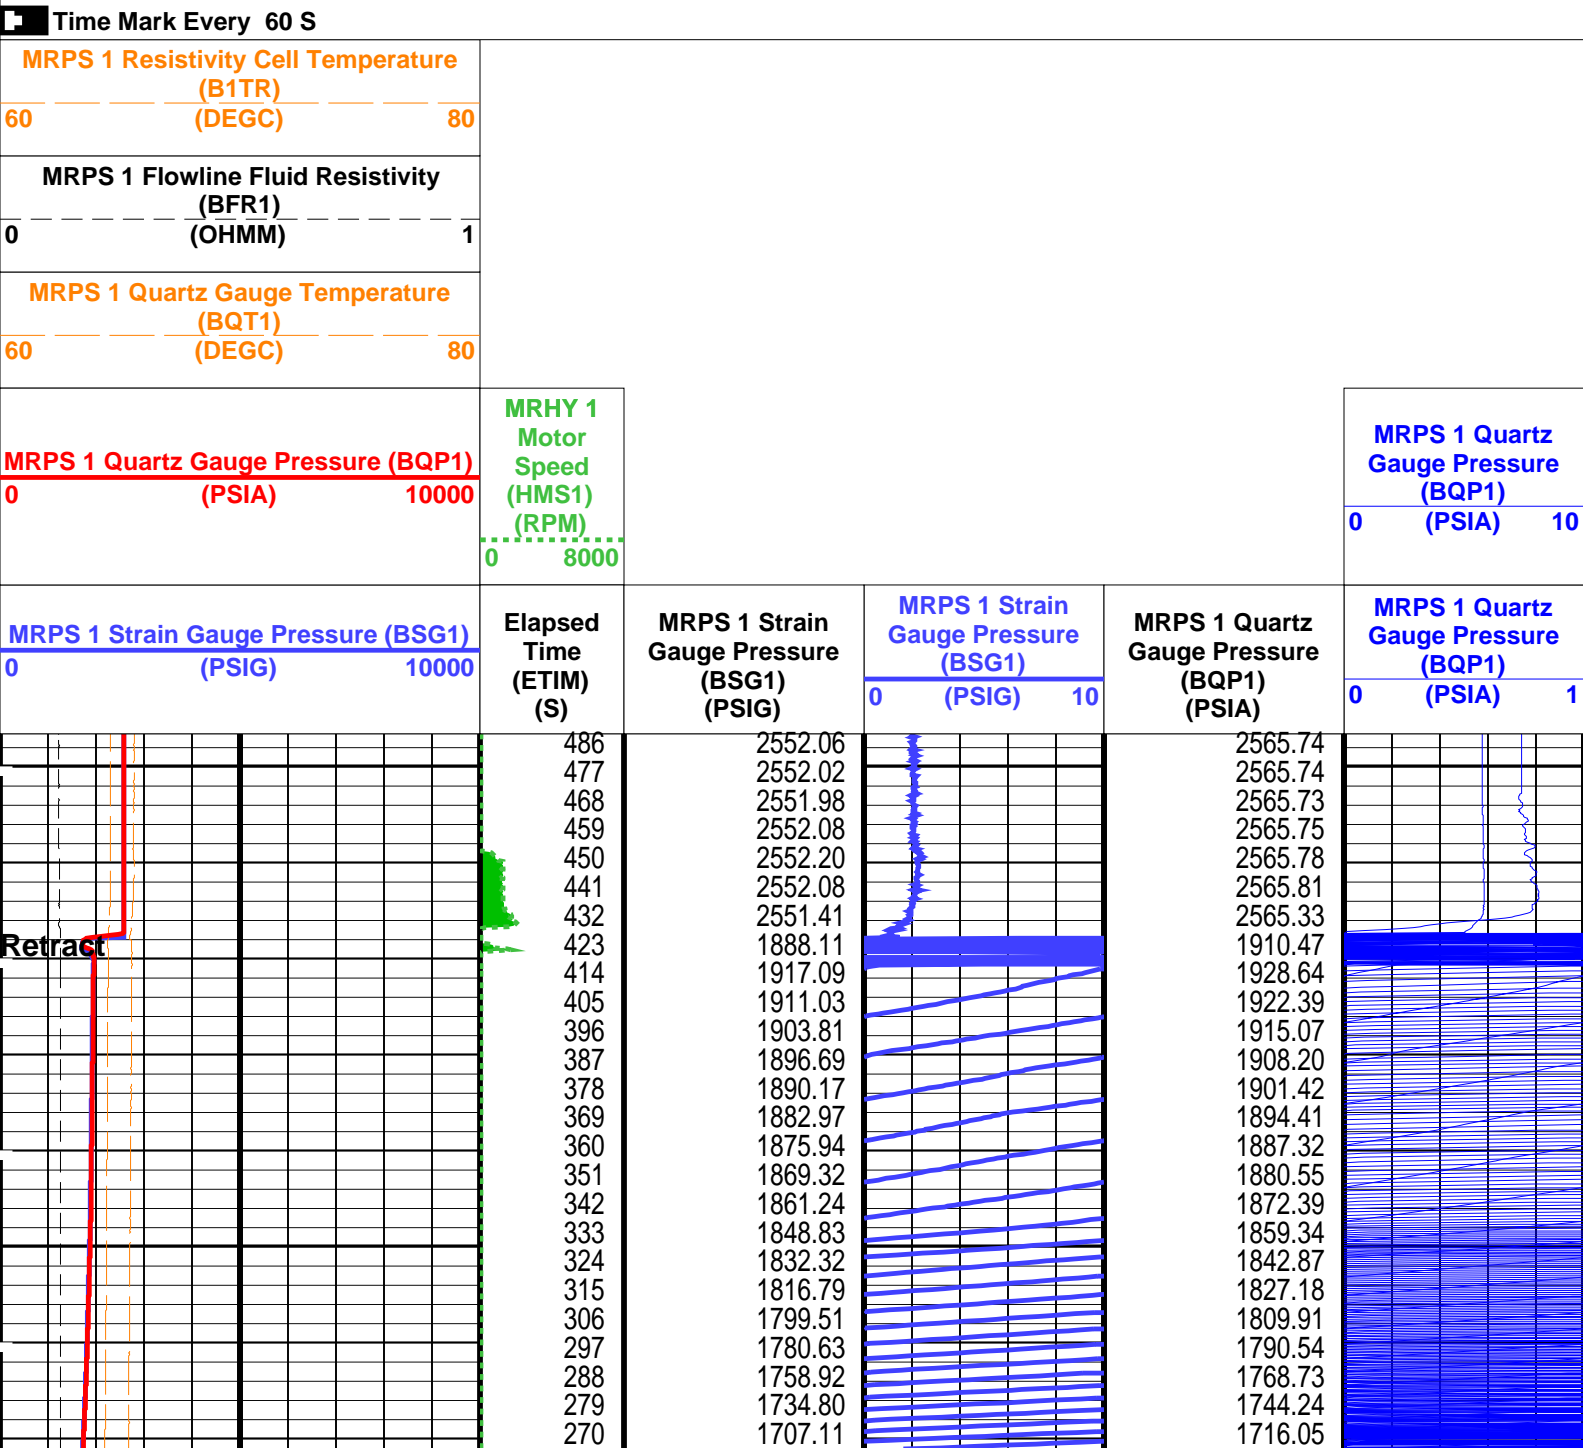 Time Mark Every 60 S
MRPS 1 Resistivity Cell Temperature
(B1TR)
60 (DEGC) 80
MRPS 1 Flowline Fluid Resistivity
(BFR1)
0 (OHMM) 1
MRPS 1 Quartz Gauge Temperature
(BQT1)
60 (DEGC) 80
MRPS 1 Quartz Gauge Pressure (BQP1)
0 (PSIA) 10000
MRHY 1
Motor
Speed
(HMS1)
(RPM)
0 8000
MRPS 1 Quartz
Gauge Pressure
(BQP1)
0 (PSIA) 10
MRPS 1 Strain Gauge Pressure (BSG1)
0 (PSIG) 10000
Elapsed
Time
(ETIM)
(S)
MRPS 1 Strain
Gauge Pressure
(BSG1)
(PSIG)
MRPS 1 Strain
Gauge Pressure
(BSG1)
0 (PSIG) 10
MRPS 1 Quartz
Gauge Pressure
(BQP1)
(PSIA)
MRPS 1 Quartz
Gauge Pressure
(BQP1)
0 (PSIA) 1
486 2552.06 2565.74
477 2552.02 2565.74
468 2551.98 2565.73
459 2552.08 2565.75
450 2552.20 2565.78
441 2552.08 2565.81
432 2551.41 2565.33
Retract 423 1888.11 1910.47
414 1917.09 1928.64
405 1911.03 1922.39
396 1903.81 1915.07
387 1896.69 1908.20
378 1890.17 1901.42
369 1882.97 1894.41
360 1875.94 1887.32
351 1869.32 1880.55
342 1861.24 1872.39
333 1848.83 1859.34
324 1832.32 1842.87
315 1816.79 1827.18
306 1799.51 1809.91
297 1780.63 1790.54
288 1758.92 1768.73
279 1734.80 1744.24
270 1707.11 1716.05